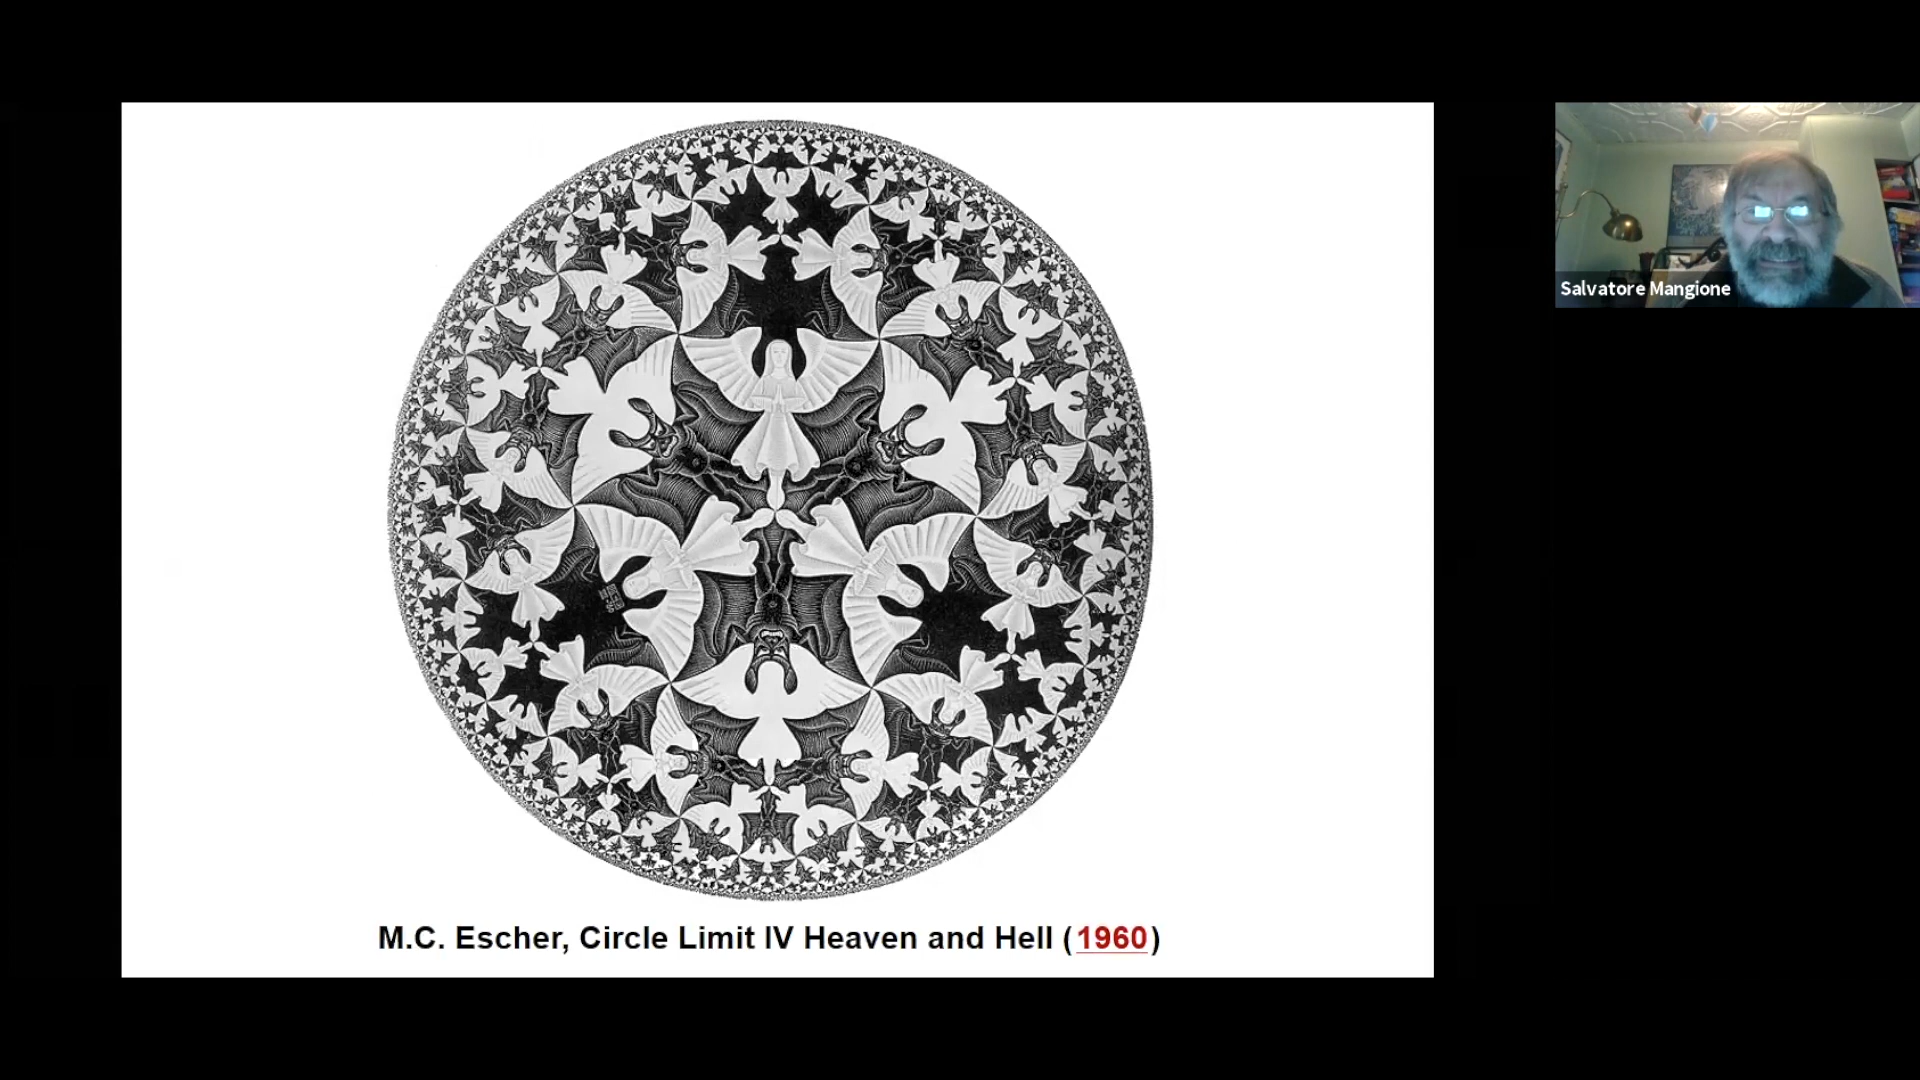 M.C. Escher, Circle Limit IV Heaven and Hell (1960)
Salvatore Mangione